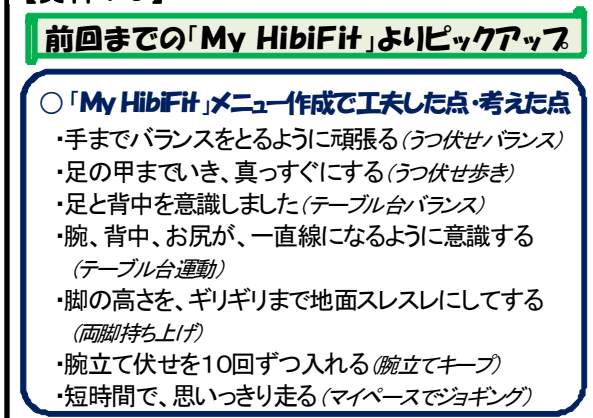 前回までの「My HibiFit」よりピックアップ
○「My HibiFit」メニュー作成で工夫した点・考えた点
・手までバランスをとるように頑張る(うつ伏せバランス)
・足の甲までいき、真っすぐにする(うつ伏せ歩き)
・足と背中を意識しました(テーブル台バランス)
・腕、背中、お尻が、一直線になるように意識する
(テーブル台運動)
・脚の高さを、ギリギリまで地面スレスレにしてする
(両脚持ち上げ)
・腕立て伏せを10回ずつ入れる(腕立てキープ)
・短時間で、思いっきり走る(マイペースでジョギング)